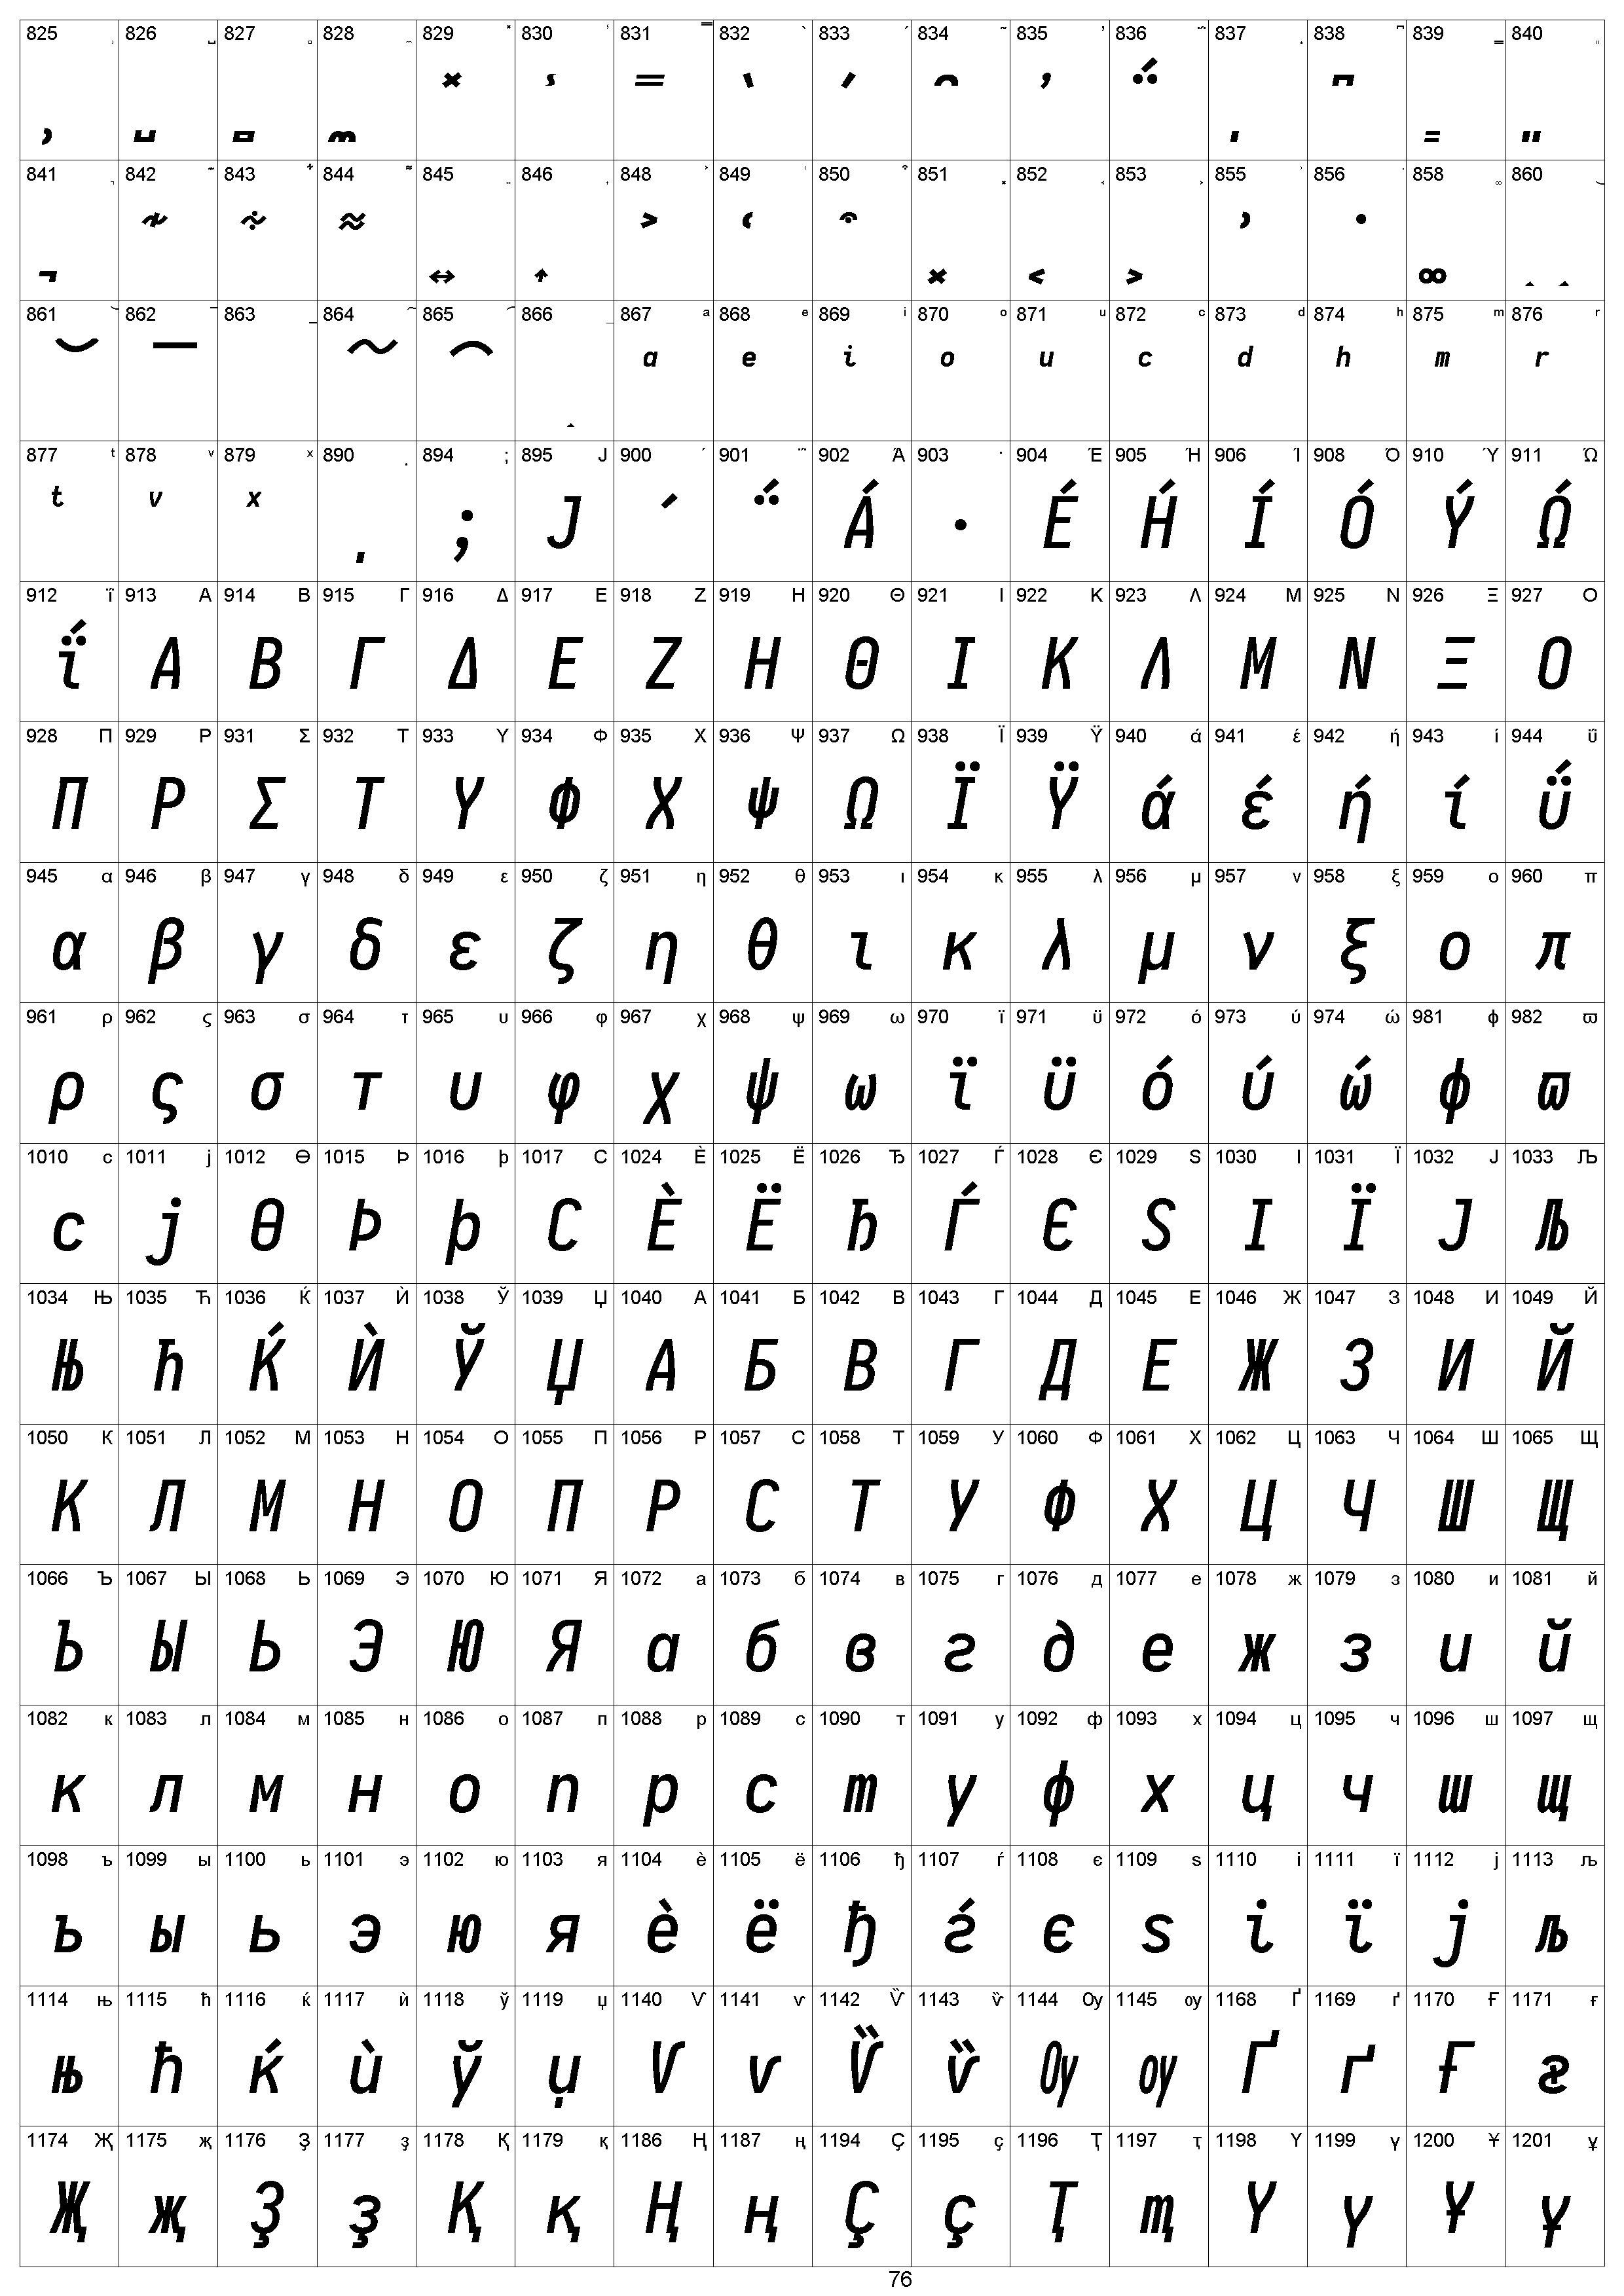 825 826 827 828 829 830 831 832 833 834 835 836 837 838 839 840
841 842 843 844 845 846 848 849 850 851 852 853 855 856 858 860
861 862 863 864 865 866 867 a 868 e 869 i 870 o 871 u 872 c 873 d 874 h 875 m 876 r
a e i o u c d h m r
877 t 878 v 879 x 890 ͺ 894 ; 895 Ϳ 900 ΄ 901 ΅ 902 Ά 903 · 904 Έ 905 Ή 906 Ί 908 Ό 910 Ύ 911 Ώ
t v x ͺ ; Ϳ ΄ ΅ Ά · Έ Ή Ί Ό Ύ Ώ
912 ΐ 913 Α 914 Β 915 Γ 916 Δ 917 Ε 918 Ζ 919 Η 920 Θ 921 Ι 922 Κ 923 Λ 924 Μ 925 Ν 926 Ξ 927 Ο
ΐ Α Β Γ Δ Ε Ζ Η Θ Ι Κ Λ Μ Ν Ξ Ο
928 Π 929 Ρ 931 Σ 932 Τ 933 Υ 934 Φ 935 Χ 936 Ψ 937 Ω 938 Ϊ 939 Ϋ 940 ά 941 έ 942 ή 943 ί 944 ΰ
Π Ρ Σ Τ Υ Φ Χ Ψ Ω Ϊ Ϋ ά έ ή ί ΰ
945 α 946 β 947 γ 948 δ 949 ε 950 ζ 951 η 952 θ 953 ι 954 κ 955 λ 956 μ 957 ν 958 ξ 959 ο 960 π
α β γ δ ε ζ η θ ι κ λ μ ν ξ ο π
961 ρ 962 ς 963 σ 964 τ 965 υ 966 φ 967 χ 968 ψ 969 ω 970 ϊ 971 ϋ 972 ό 973 ύ 974 ώ 981 ϕ 982 ϖ
ρ ς σ τ υ φ χ ψ ω ϊ ϋ ό ύ ώ ϕ ϖ
1010 ϲ 1011 ϳ 1012 ϴ 1015 Ϸ 1016 ϸ 1017 Ϲ 1024 Ѐ 1025 Ё 1026 Ђ 1027 Ѓ 1028 Є 1029 Ѕ 1030 І 1031 Ї 1032 Ј 1033 Љ
ϲ ϳ ϴ Ϸ ϸ Ϲ Ѐ Ё Ђ Ѓ Є Ѕ І Ї Ј Љ
1034 Њ 1035 Ћ 1036 Ќ 1037 Ѝ 1038 Ў 1039 Џ 1040 А 1041 Б 1042 В 1043 Г 1044 Д 1045 Е 1046 Ж 1047 З 1048 И 1049 Й
Њ Ћ Ќ Ѝ Ў Џ А Б В Г Д Е Ж З И Й
1050 К 1051 Л 1052 М 1053 Н 1054 О 1055 П 1056 Р 1057 С 1058 Т 1059 У 1060 Ф 1061 Х 1062 Ц 1063 Ч 1064 Ш 1065 Щ
К Л М Н О П Р С Т У Ф Х Ц Ч Ш Щ
1066 Ъ 1067 Ы 1068 Ь 1069 Э 1070 Ю 1071 Я 1072 а 1073 б 1074 в 1075 г 1076 д 1077 е 1078 ж 1079 з 1080 и 1081 й
Ъ Ы Ь Э Ю Я а б в г д е ж з и й
1082 к 1083 л 1084 м 1085 н 1086 о 1087 п 1088 р 1089 с 1090 т 1091 у 1092 ф 1093 х 1094 ц 1095 ч 1096 ш 1097 щ
к л м н о п р с т у ф х ц ч ш щ
1098 ъ 1099 ы 1100 ь 1101 э 1102 ю 1103 я 1104 ѐ 1105 ё 1106 ђ 1107 ѓ 1108 є 1109 ѕ 1110 і 1111 ї 1112 ј 1113 љ
ъ ы ь э ю я ѐ ё ђ ѓ є ѕ і ї ј љ
1114 њ 1115 ћ 1116 ќ 1117 ѝ 1118 ў 1119 џ 1140 Ѵ 1141 ѵ 1142 Ѷ 1143 ѷ 1144 Ѹ 1145 ѹ 1168 Ґ 1169 ґ 1170 Ғ 1171 ғ
њ ћ ќ ѝ ў џ Ѵ ѵ Ѷ ѷ Ѹ ѹ Ґ ґ Ғ ғ
1174 Җ 1175 җ 1176 Ҙ 1177 ҙ 1178 Қ 1179 қ 1186 Ң 1187 ң 1194 Ҫ 1195 ҫ 1196 Ҭ 1197 ҭ 1198 Ү 1199 ү 1200 Ұ 1201 ұ
Җ җ Ҙ ҙ Қ қ Ң ң Ҫ ҫ Ҭ ҭ Ү ү Ұ ұ
76